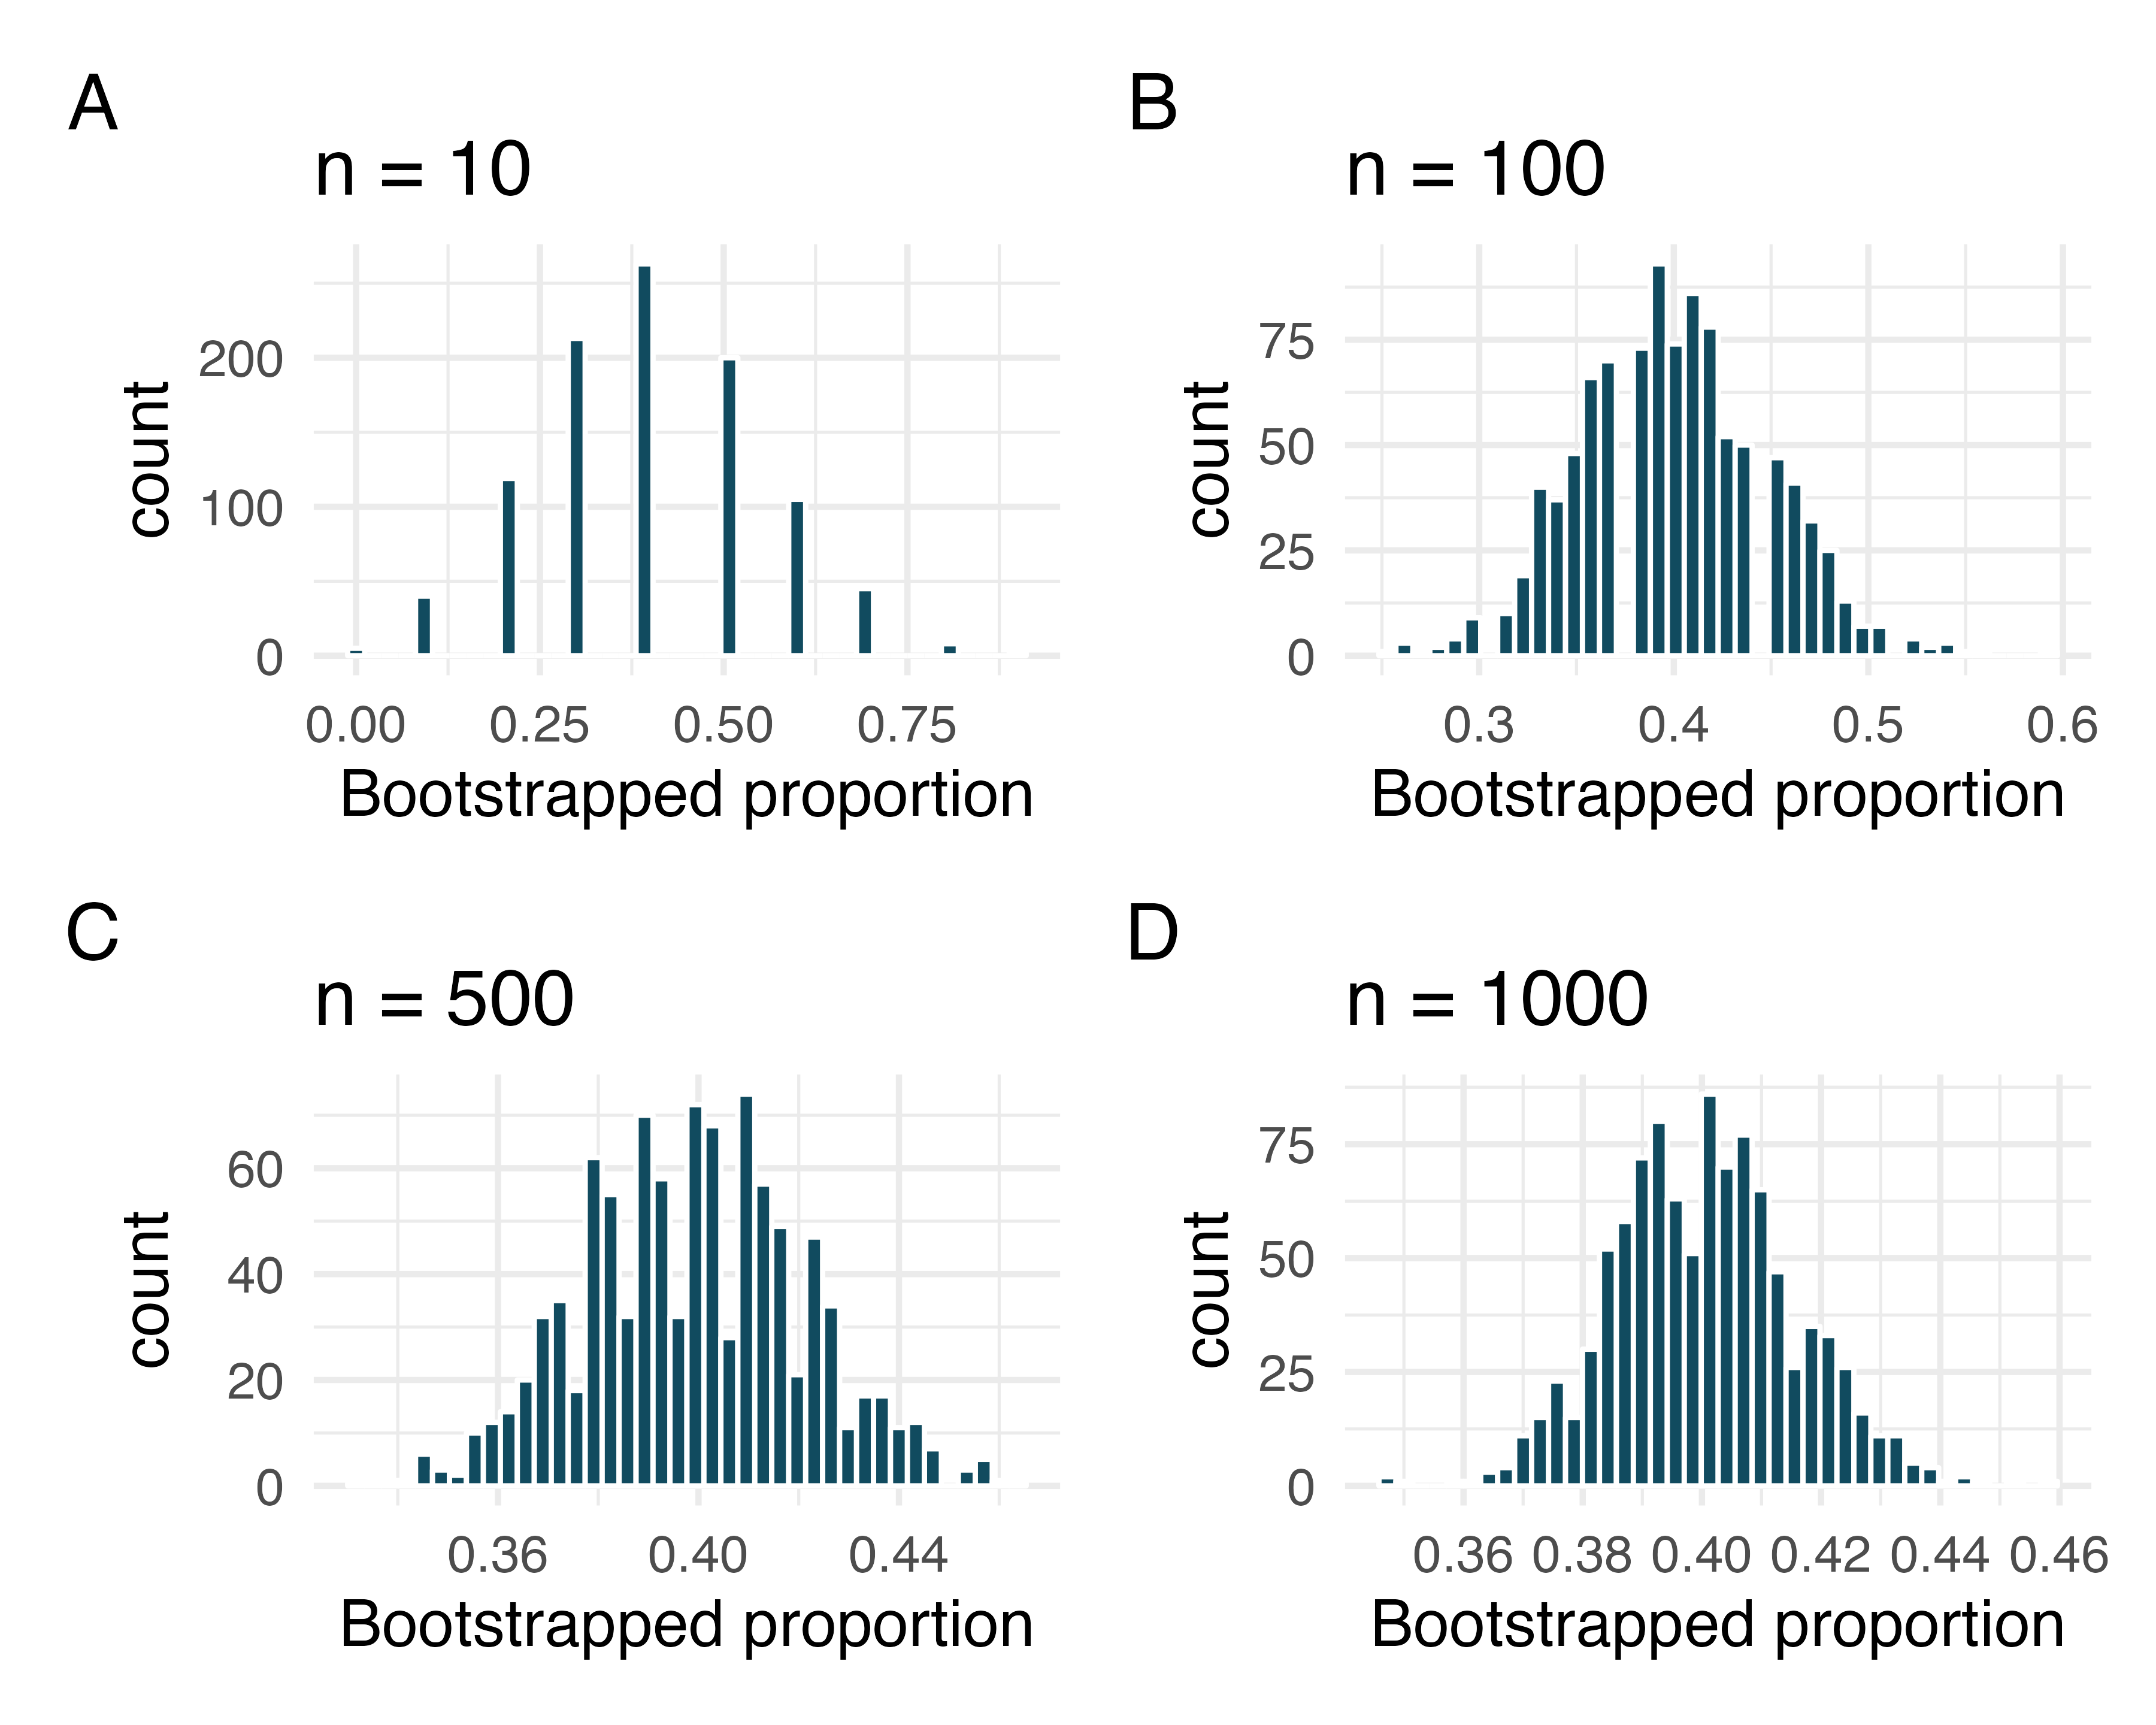 A
n = 10
count
200
100
0
0.00 0.25 0.50 0.75
Bootstrapped proportion
B
n = 100
count
75
50
25
0
0.3 0.4 0.5 0.6
Bootstrapped proportion
C
n = 500
count
60
40
20
0
0.36 0.40 0.44
Bootstrapped proportion
D
n = 1000
count
75
50
25
0
0.36 0.38 0.40 0.42 0.44 0.46
Bootstrapped proportion